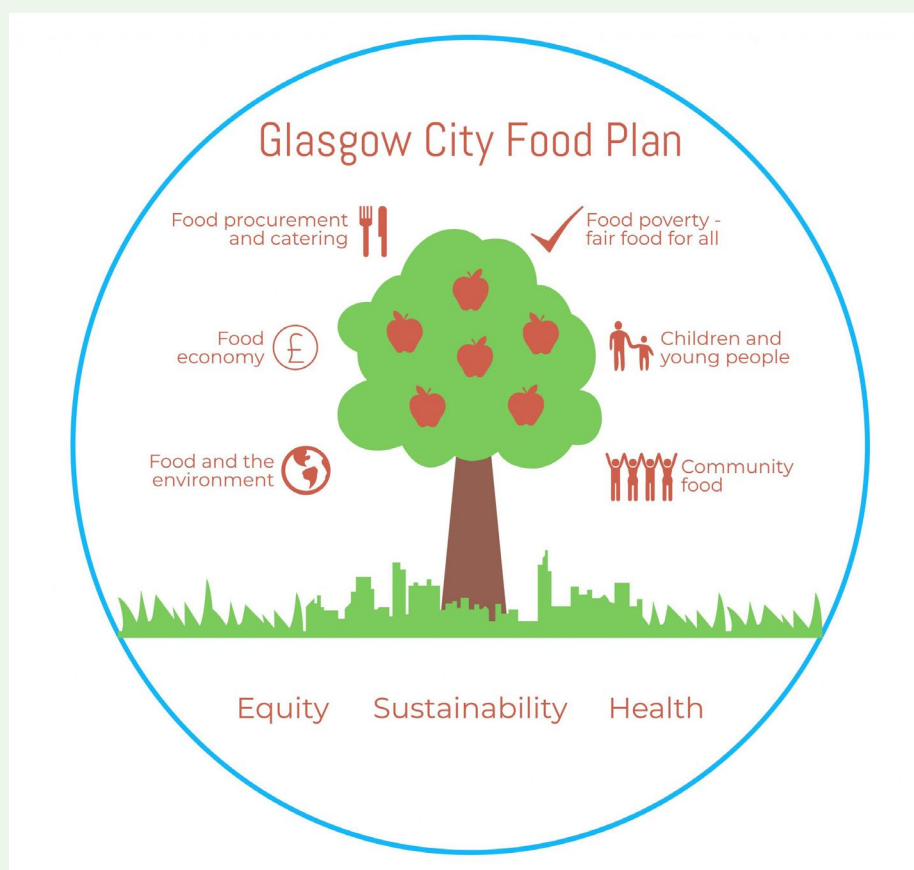 Glasgow City Food Plan
Food procurement
and catering
Food poverty -
fair food for all
Food
economy
£
Children and
young people
Food and the
environment
Community
food
Equity Sustainability Health